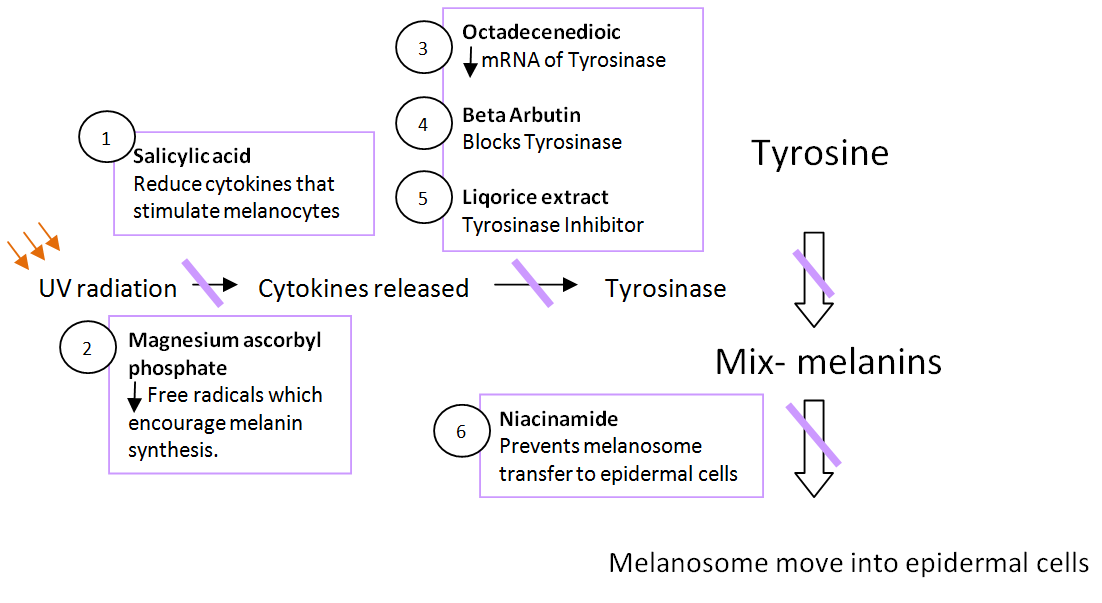 3
Octadecenedioic
mRNA of Tyrosinase
4
Beta Arbutin
Blocks Tyrosinase
5
Liqorice extract
Tyrosinase Inhibitor
1
Salicylic acid
Reduce cytokines that
stimulate melanocytes
Tyrosine
UV radiation
Cytokines released
Tyrosinase
2
Magnesium ascorbyl
phosphate
Free radicals which
encourage melanin
synthesis.
Mix- melanins
6
Niacinamide
Prevents melanosome
transfer to epidermal cells
Melanosome move into epidermal cells